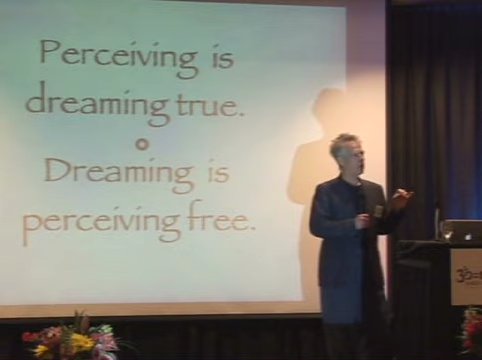 Perceiving is
dreaming true.
Dreaming is
perceiving free.